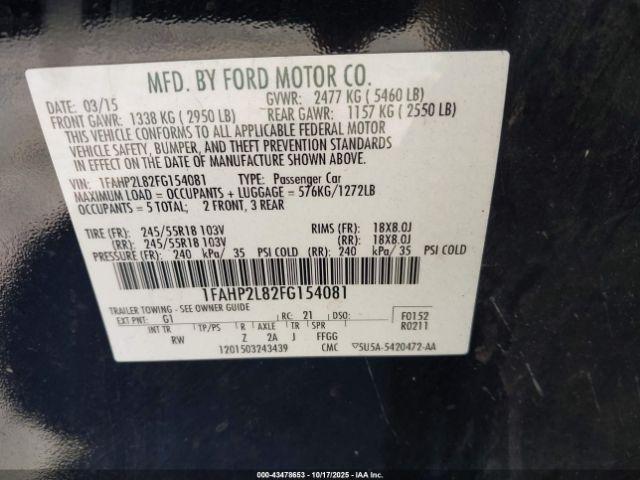 MFD. BY FORD MOTOR CO.
DATE: 03/15 GVWR: 2477 KG (5460 LB)
FRONT GAWR: 1338 KG (2950 LB) REAR GAWR: 1157 KG (2550 LB)
THIS VEHICLE CONFORMS TO ALL APPLICABLE FEDERAL MOTOR
VEHICLE SAFETY, BUMPER, AND THEFT PREVENTION STANDARDS
IN EFFECT ON THE DATE OF MANUFACTURE SHOWN ABOVE.
VIN: 1FAHP2L82FG154081 TYPE: Passenger Car
MAXIMUM LOAD = OCCUPANTS + LUGGAGE = 576KG/1272LB
OCCUPANTS = 5 TOTAL; 2 FRONT, 3 REAR
TIRE (FR): 245/55R18 103V RIMS (FR): 18X8.0J
(RR): 245/55R18 103V (RR): 18X8.0J
PRESSURE (FR): 240 kPa/ 35 PSI COLD (RR): 240 kPa/ 35 PSI COLD
1FAHP2L82FG154081
TRAILER TOWING - SEE OWNER GUIDE
EXT PNT: G1 RC: 21 DSO: F0152
INT TR TP/PS R AXLE TR SPR R0211
RW Z 2A J FFGG
1201503243439 CMC ▽5U5A-5420472-AA
000-43478653 - 10/17/2025 - IAAI.com